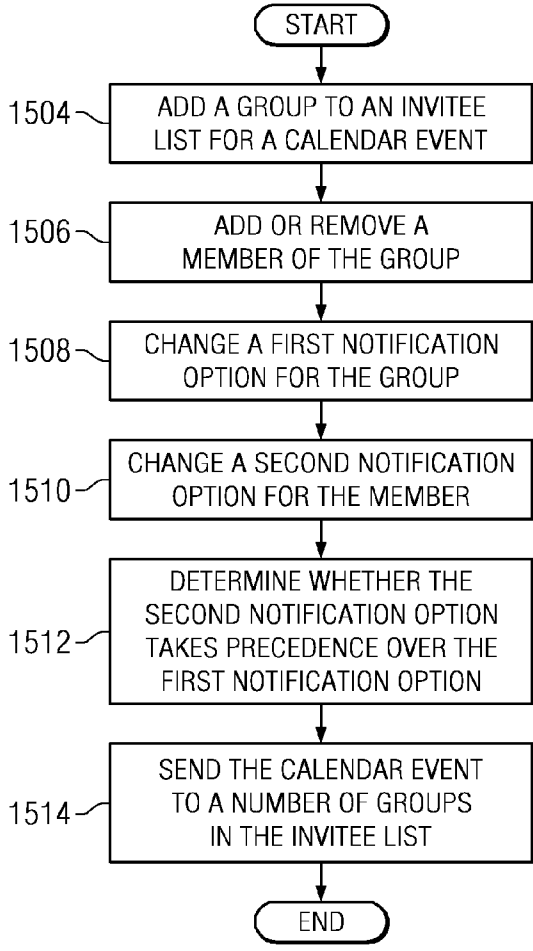 START
1504
ADD A GROUP TO AN INVITEE
LIST FOR A CALENDAR EVENT
1506
ADD OR REMOVE A
MEMBER OF THE GROUP
1508
CHANGE A FIRST NOTIFICATION
OPTION FOR THE GROUP
1510
CHANGE A SECOND NOTIFICATION
OPTION FOR THE MEMBER
1512
DETERMINE WHETHER THE
SECOND NOTIFICATION OPTION
TAKES PRECEDENCE OVER THE
FIRST NOTIFICATION OPTION
1514
SEND THE CALENDAR EVENT
TO A NUMBER OF GROUPS
IN THE INVITEE LIST
END